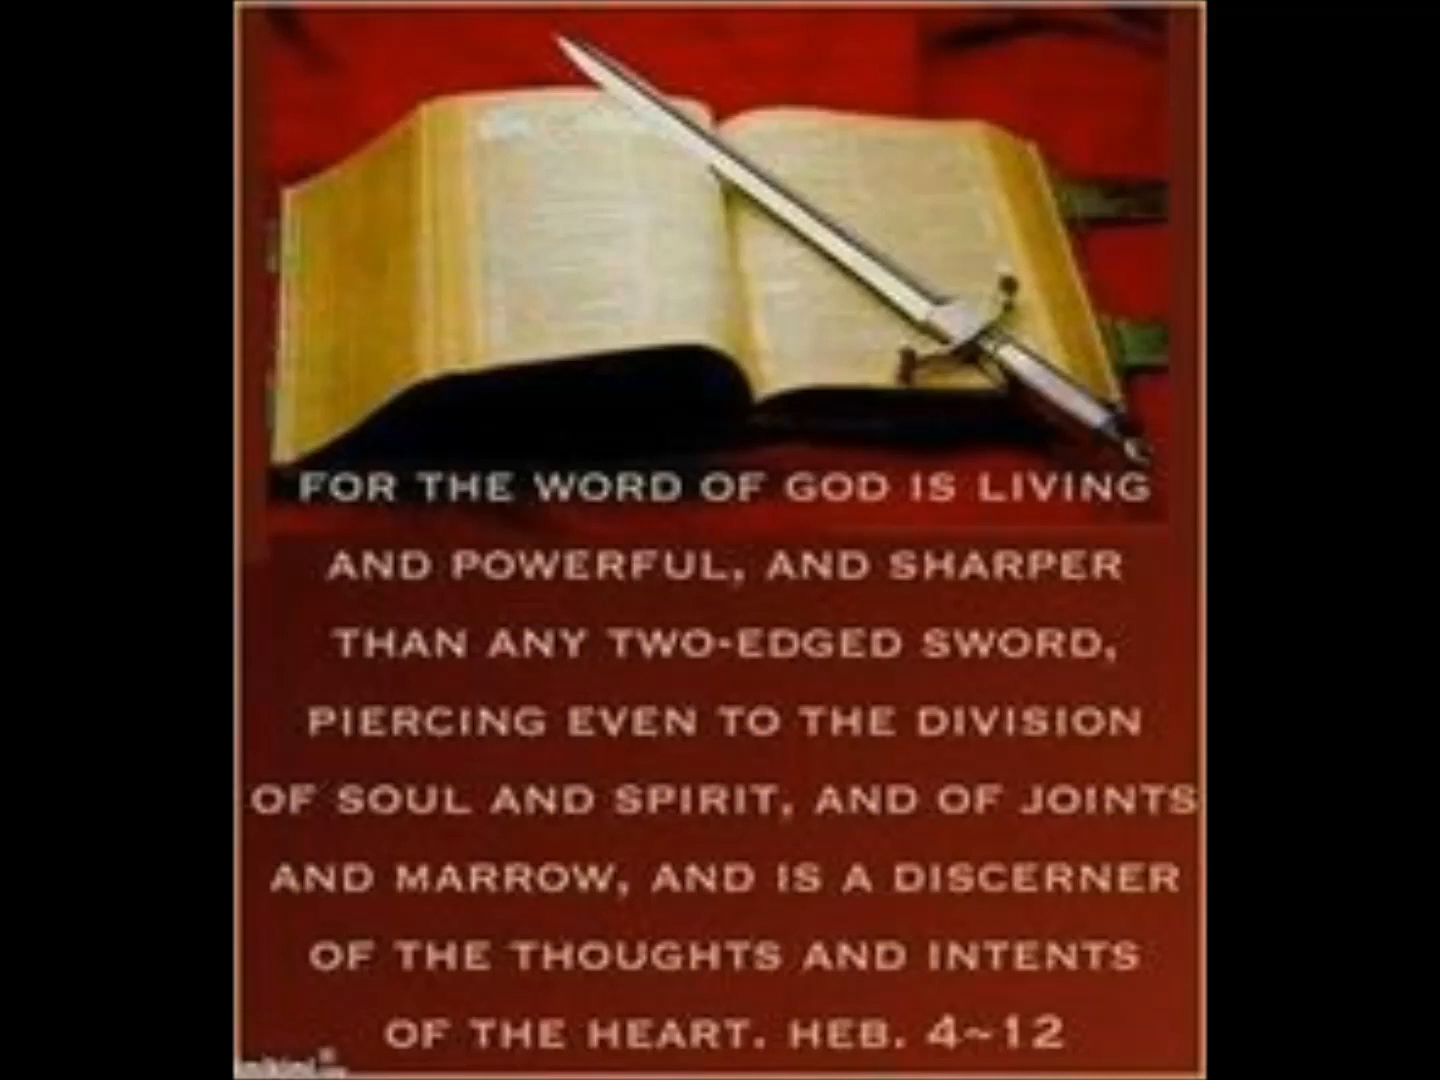 FOR THE WORD OF GOD IS LIVING
AND POWERFUL, AND SHARPER
THAN ANY TWO-EDGED SWORD,
PIERCING EVEN TO THE DIVISION
OF SOUL AND SPIRIT, AND OF JOINTS
AND MARROW, AND IS A DISCERNER
OF THE THOUGHTS AND INTENTS
OF THE HEART. HEB. 4~12